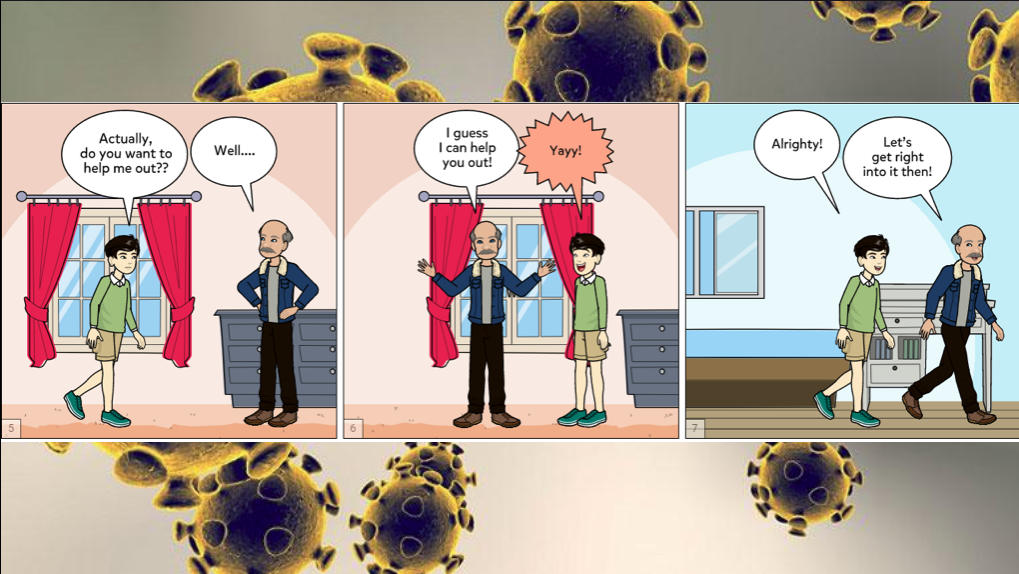 Actually,
do you want to
help me out??
Well....
5
I guess
I can help
you out!
Yayy!
6
Alrighty!
Let's
get right
into it then!
7